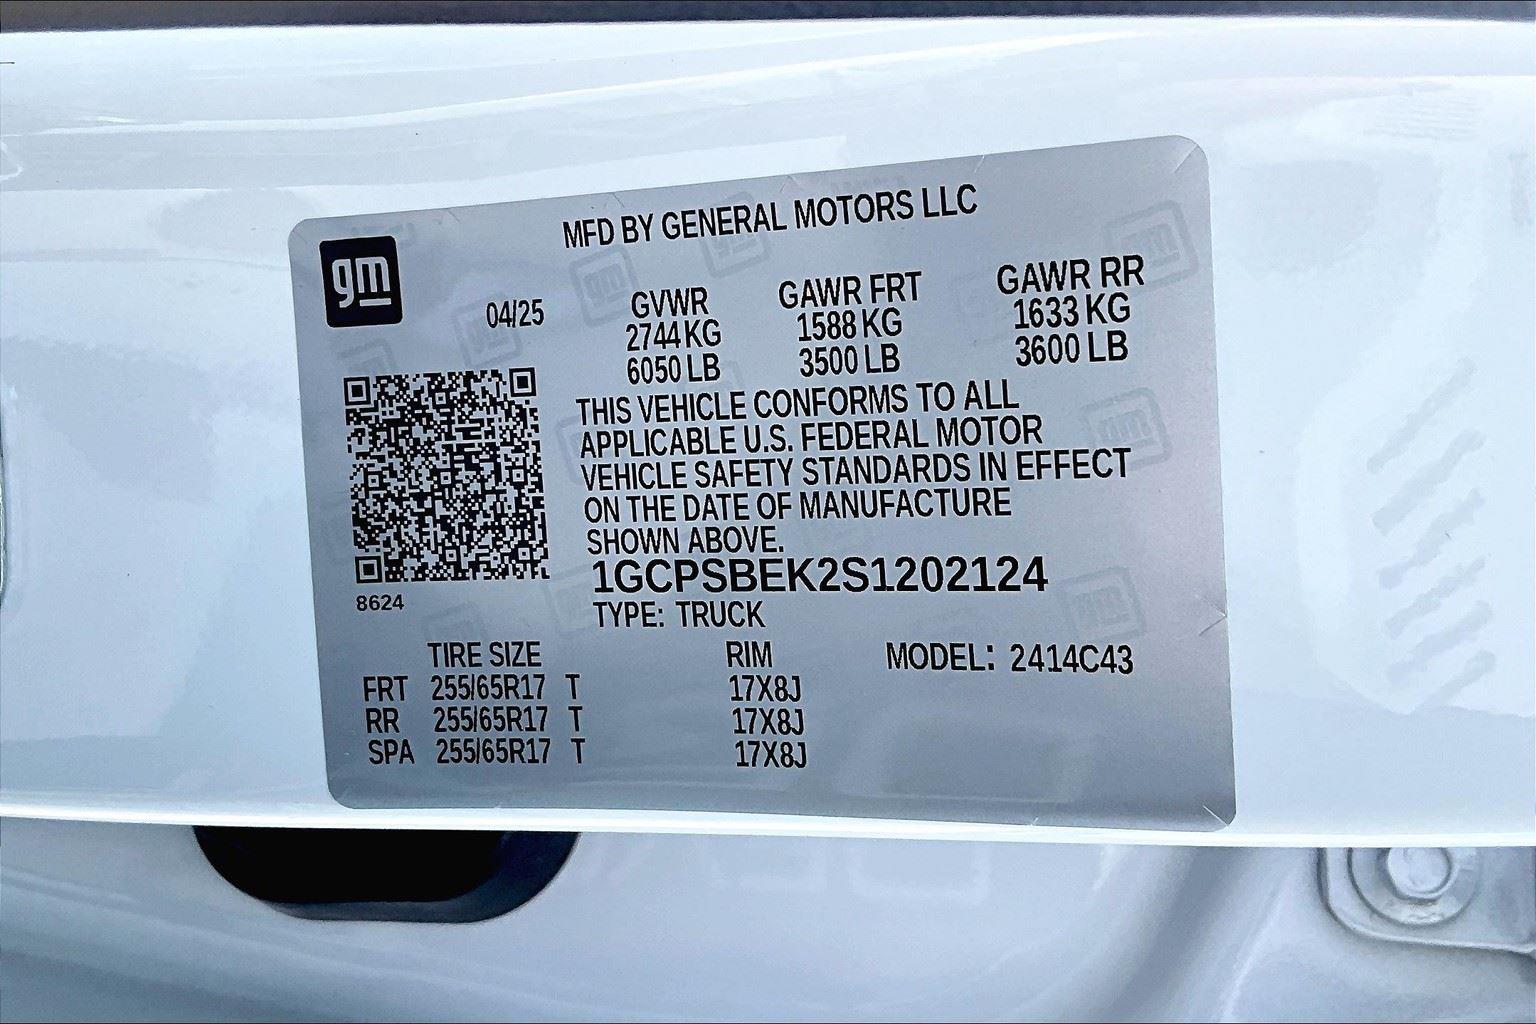 MFD BY GENERAL MOTORS LLC
gm
04/25
GVWR GAWR FRT GAWR RR
2744 KG 1588 KG 1633 KG
6050 LB 3500 LB 3600 LB
THIS VEHICLE CONFORMS TO ALL
APPLICABLE U.S. FEDERAL MOTOR
VEHICLE SAFETY STANDARDS IN EFFECT
ON THE DATE OF MANUFACTURE
SHOWN ABOVE.
1GCPSBEK2S1202124
8624
TYPE: TRUCK
TIRE SIZE RIM MODEL: 2414C43
FRT 255/65R17 T 17X8J
RR 255/65R17 T 17X8J
SPA 255/65R17 T 17X8J